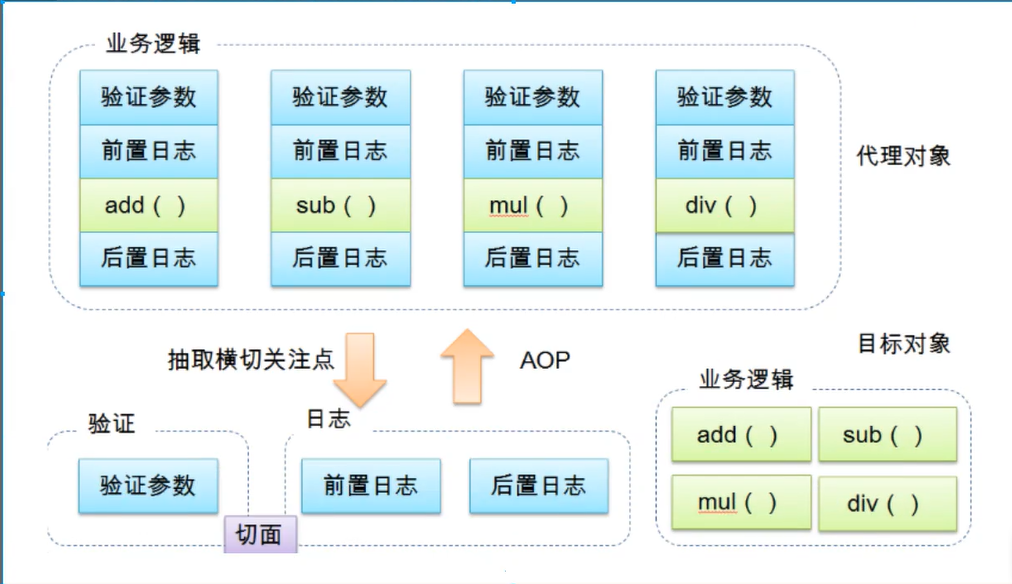 业务逻辑
验证参数 验证参数 验证参数 验证参数
前置日志 前置日志 前置日志 前置日志
代理对象
add（ ） sub（ ） mul（ ） div（ ）
后置日志 后置日志 后置日志 后置日志
抽取横切关注点
AOP
目标对象
业务逻辑
验证
日志
add（ ） sub（ ）
验证参数 前置日志 后置日志
mul（ ） div（ ）
切面